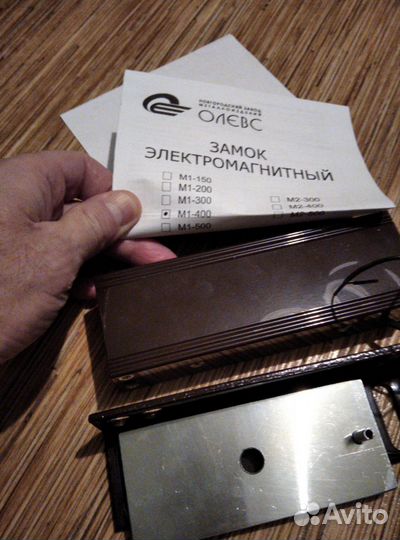 НОВГОРОДСКИЙ ЗАВОД
МЕТАЛЛОИЗДЕЛИЙ
ОЛЕВС
ЗАМОК
ЭЛЕКТРОМАГНИТНЫЙ
М1-150
М1-200
М1-300
М1-400
М1-500
М2-300
М2-400
Avito